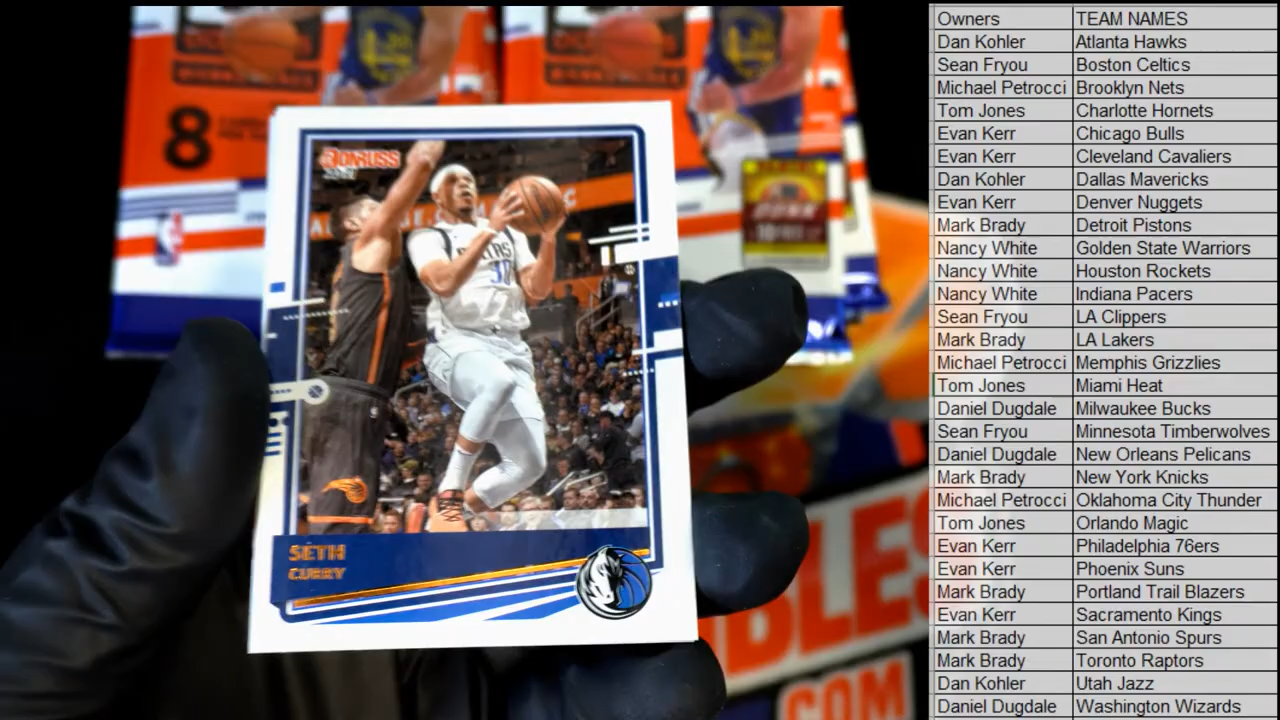 8
DONRUSS
20-21
30
SETH
CURRY
BLES
.COM
Owners TEAM NAMES
Dan Kohler Atlanta Hawks
Sean Fryou Boston Celtics
Michael Petrocci Brooklyn Nets
Tom Jones Charlotte Hornets
Evan Kerr Chicago Bulls
Evan Kerr Cleveland Cavaliers
Dan Kohler Dallas Mavericks
Evan Kerr Denver Nuggets
Mark Brady Detroit Pistons
Nancy White Golden State Warriors
Nancy White Houston Rockets
Nancy White Indiana Pacers
Sean Fryou LA Clippers
Mark Brady LA Lakers
Michael Petrocci Memphis Grizzlies
Tom Jones Miami Heat
Daniel Dugdale Milwaukee Bucks
Sean Fryou Minnesota Timberwolves
Daniel Dugdale New Orleans Pelicans
Mark Brady New York Knicks
Michael Petrocci Oklahoma City Thunder
Tom Jones Orlando Magic
Evan Kerr Philadelphia 76ers
Evan Kerr Phoenix Suns
Mark Brady Portland Trail Blazers
Evan Kerr Sacramento Kings
Mark Brady San Antonio Spurs
Mark Brady Toronto Raptors
Dan Kohler Utah Jazz
Daniel Dugdale Washington Wizards